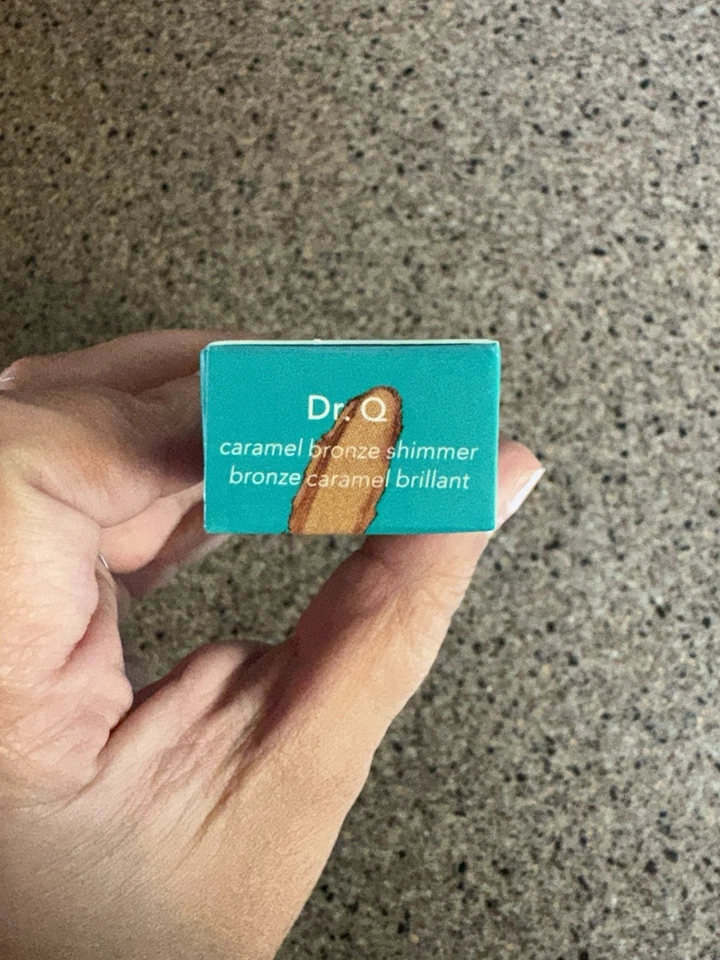 Dr. Q
caramel bronze shimmer
bronze caramel brillant